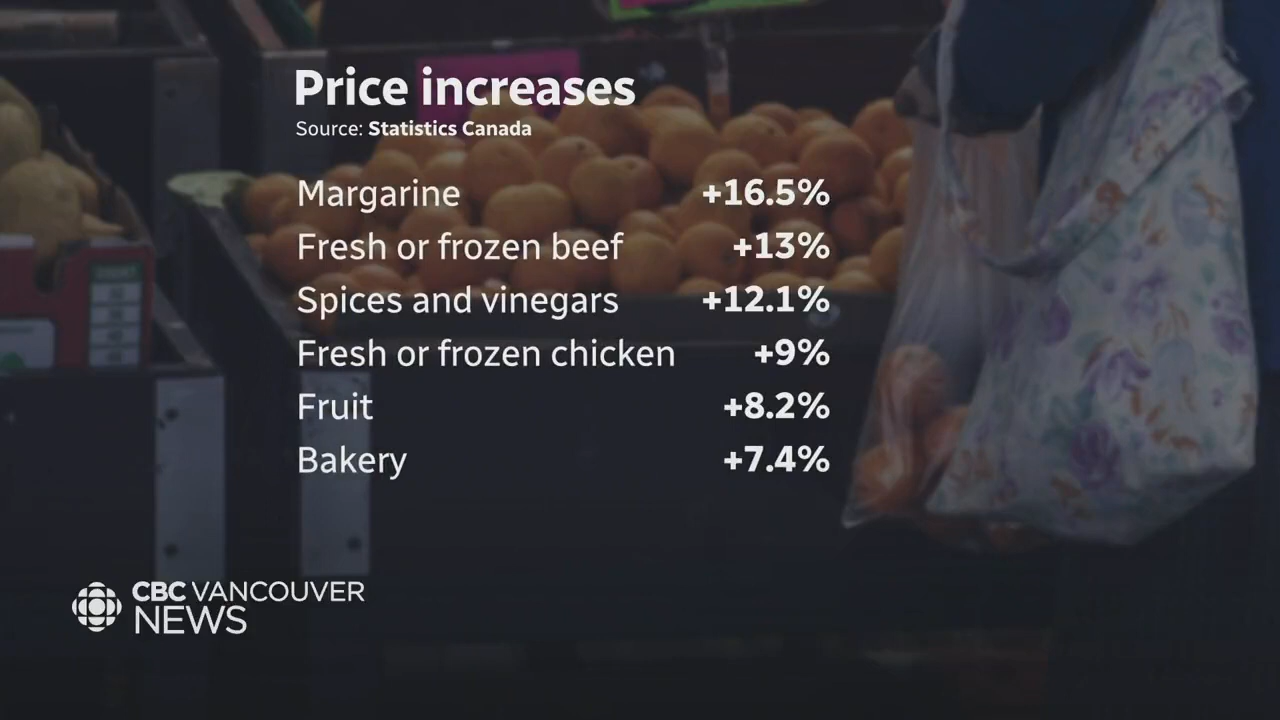 Price increases
Source: Statistics Canada
Margarine +16.5%
Fresh or frozen beef +13%
Spices and vinegars +12.1%
Fresh or frozen chicken +9%
Fruit +8.2%
Bakery +7.4%
CBC VANCOUVER
NEWS